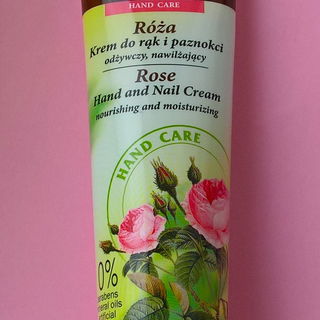 HAND CARE
Róża
Krem do rąk i paznokci
odżywczy, nawilżający
Rose
Hand and Nail Cream
nourishing and moisturizing
HAND CARE
0%